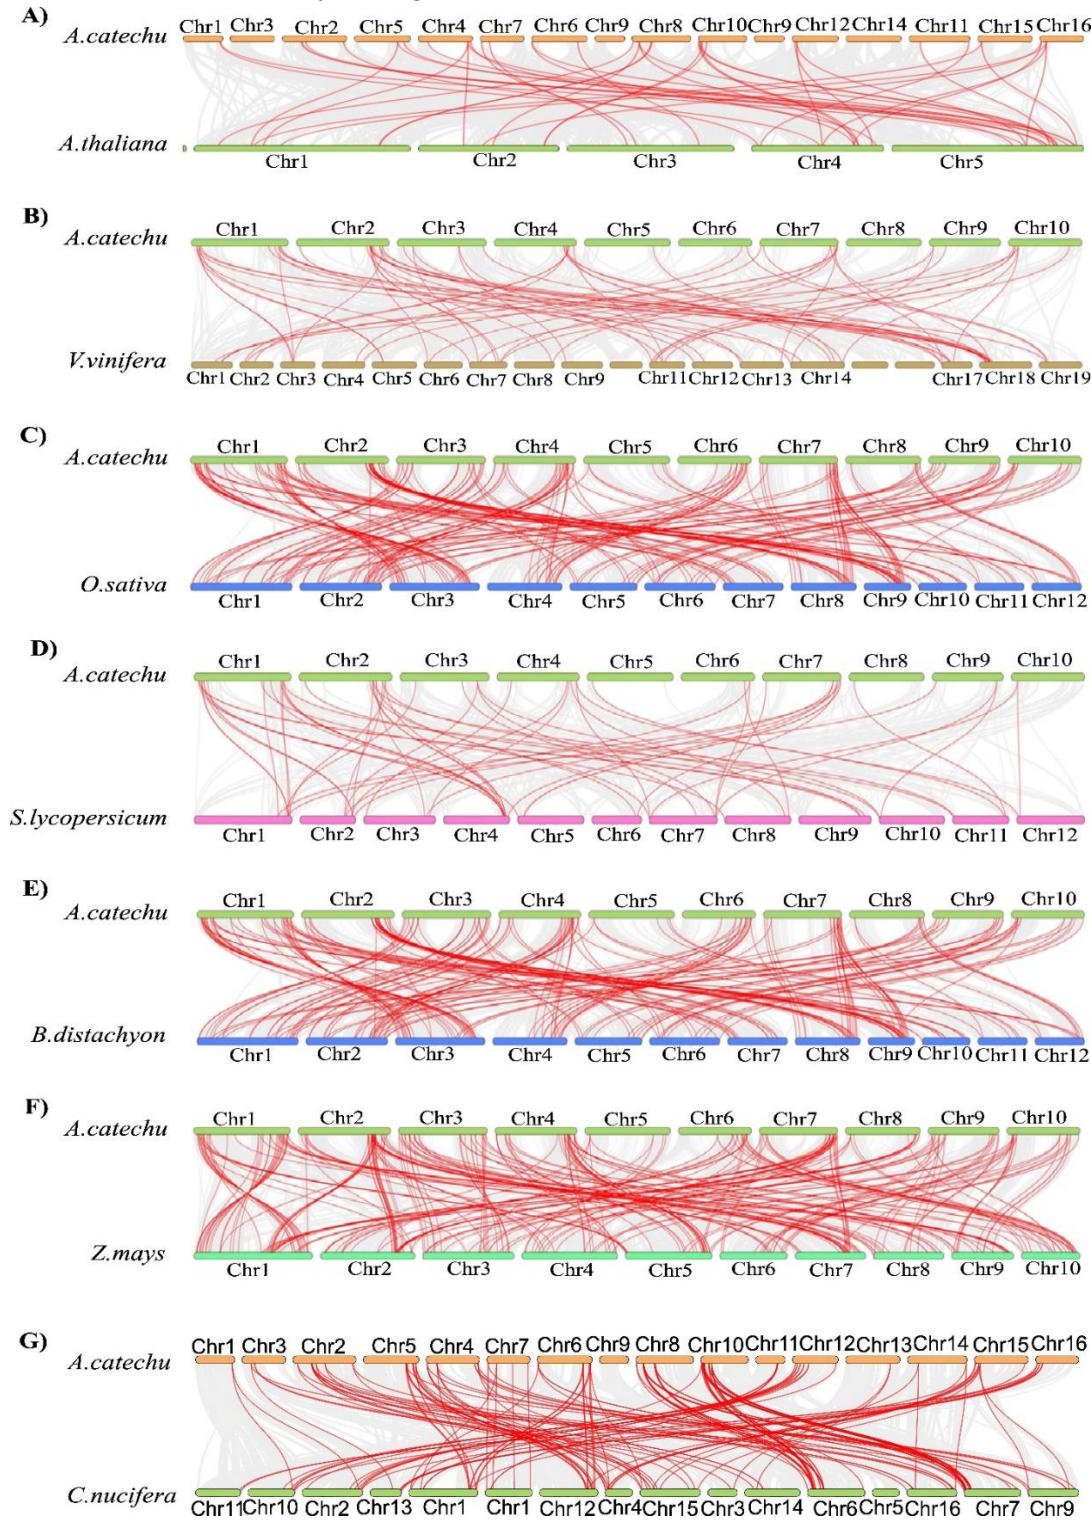 A)
Chr1 Chr3 Chr2 Chr5 Chr4 Chr7 Chr6 Chr9 Chr8 Chr10 Chr9 Chr12 Chr14 Chr11 Chr15 Chr16
A.catechu
A.thaliana
Chr1 Chr2 Chr3 Chr4 Chr5
B)
Chr1 Chr2 Chr3 Chr4 Chr5 Chr6 Chr7 Chr8 Chr9 Chr10
A.catechu
V.vinifera
Chr1 Chr2 Chr3 Chr4 Chr5 Chr6 Chr7 Chr8 Chr9 Chr11 Chr12 Chr13 Chr14 Chr17 Chr18 Chr19
C)
Chr1 Chr2 Chr3 Chr4 Chr5 Chr6 Chr7 Chr8 Chr9 Chr10
A.catechu
O.sativa
Chr1 Chr2 Chr3 Chr4 Chr5 Chr6 Chr7 Chr8 Chr9 Chr10 Chr11 Chr12
D)
Chr1 Chr2 Chr3 Chr4 Chr5 Chr6 Chr7 Chr8 Chr9 Chr10
A.catechu
S.lycopersicum
Chr1 Chr2 Chr3 Chr4 Chr5 Chr6 Chr7 Chr8 Chr9 Chr10 Chr11 Chr12
E)
Chr1 Chr2 Chr3 Chr4 Chr5 Chr6 Chr7 Chr8 Chr9 Chr10
A.catechu
B.distachyon
Chr1 Chr2 Chr3 Chr4 Chr5 Chr6 Chr7 Chr8 Chr9 Chr10 Chr11 Chr12
F)
Chr1 Chr2 Chr3 Chr4 Chr5 Chr6 Chr7 Chr8 Chr9 Chr10
A.catechu
Z.mays
Chr1 Chr2 Chr3 Chr4 Chr5 Chr6 Chr7 Chr8 Chr9 Chr10
G)
Chr1 Chr3 Chr2 Chr5 Chr4 Chr7 Chr6 Chr9 Chr8 Chr10 Chr11 Chr12 Chr13 Chr14 Chr15 Chr16
A.catechu
C.nucifera
Chr11 Chr10 Chr2 Chr13 Chr1 Chr1 Chr12 Chr4 Chr15 Chr3 Chr14 Chr6 Chr5 Chr16 Chr7 Chr9